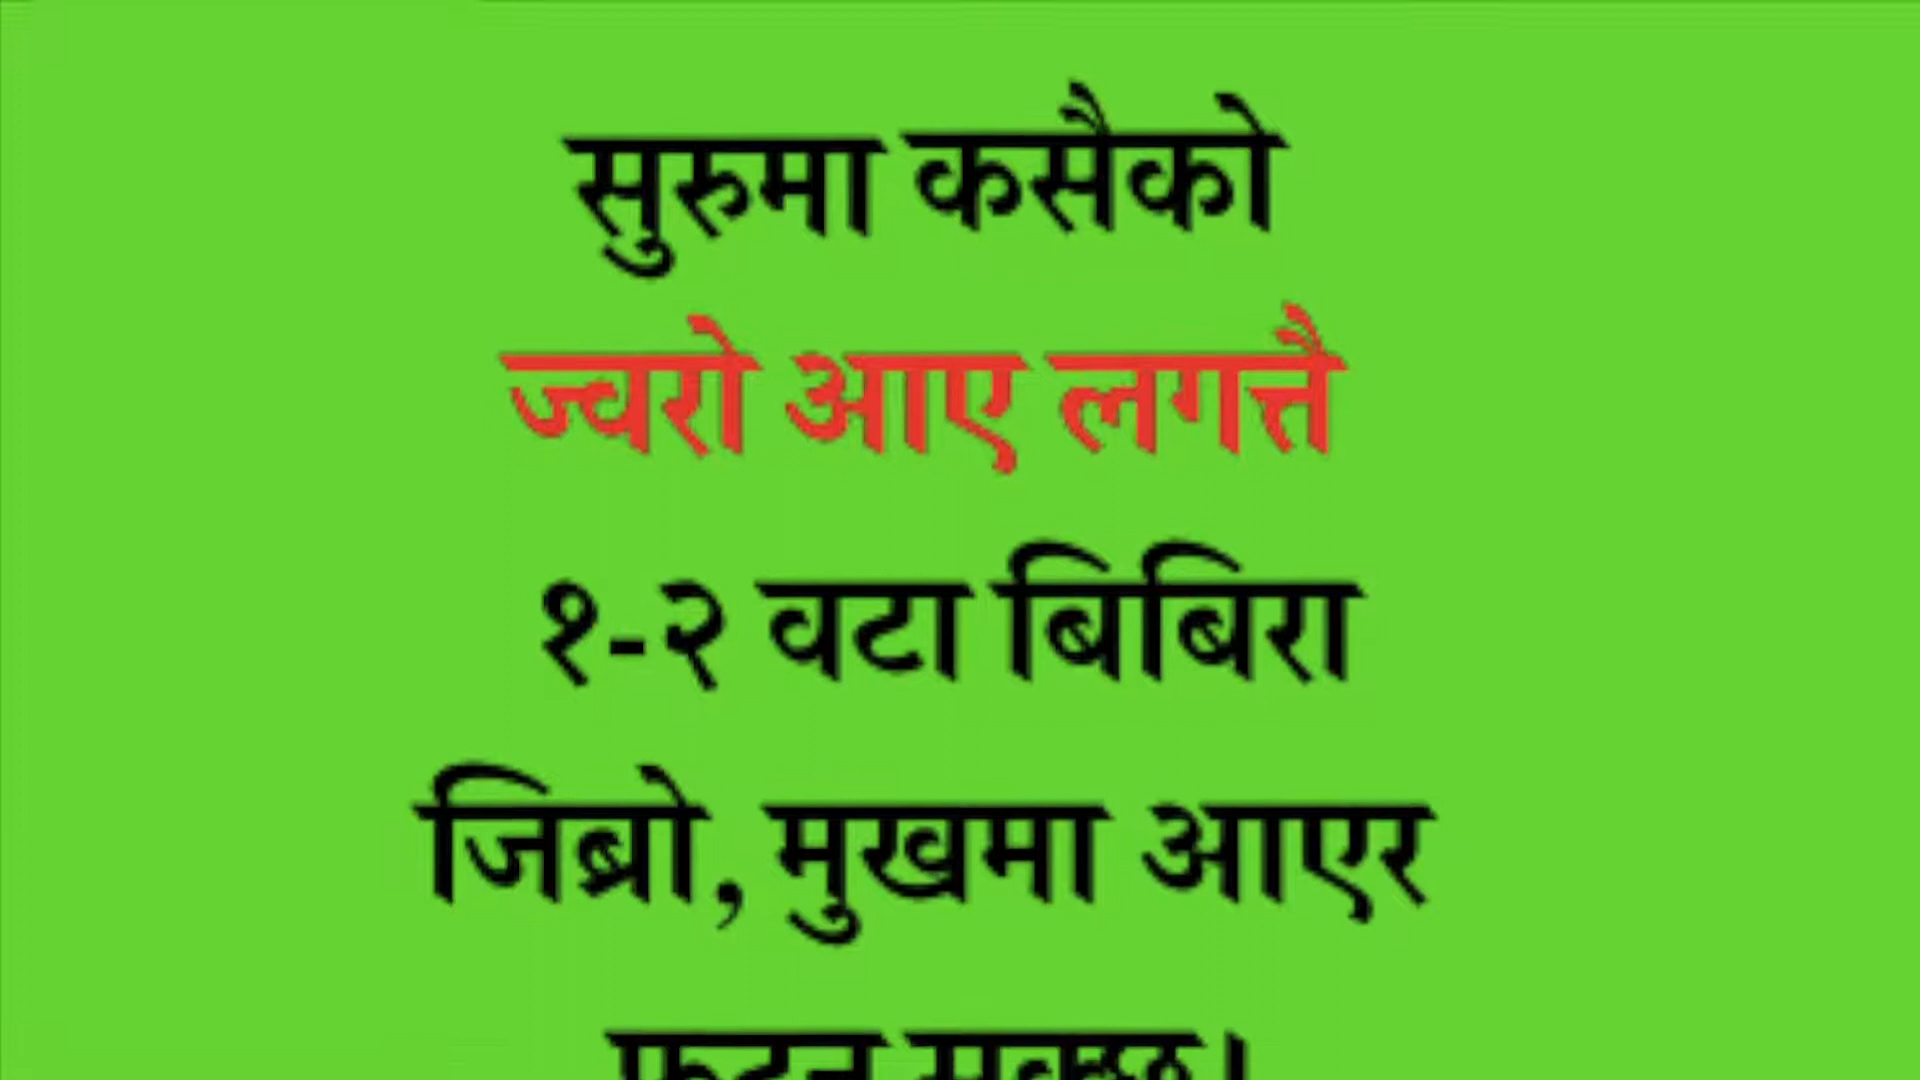 सुरुमा कसैको
ज्वरो आए लगत्तै
१-२ वटा बिबिरा
जिब्रो, मुखमा आएर